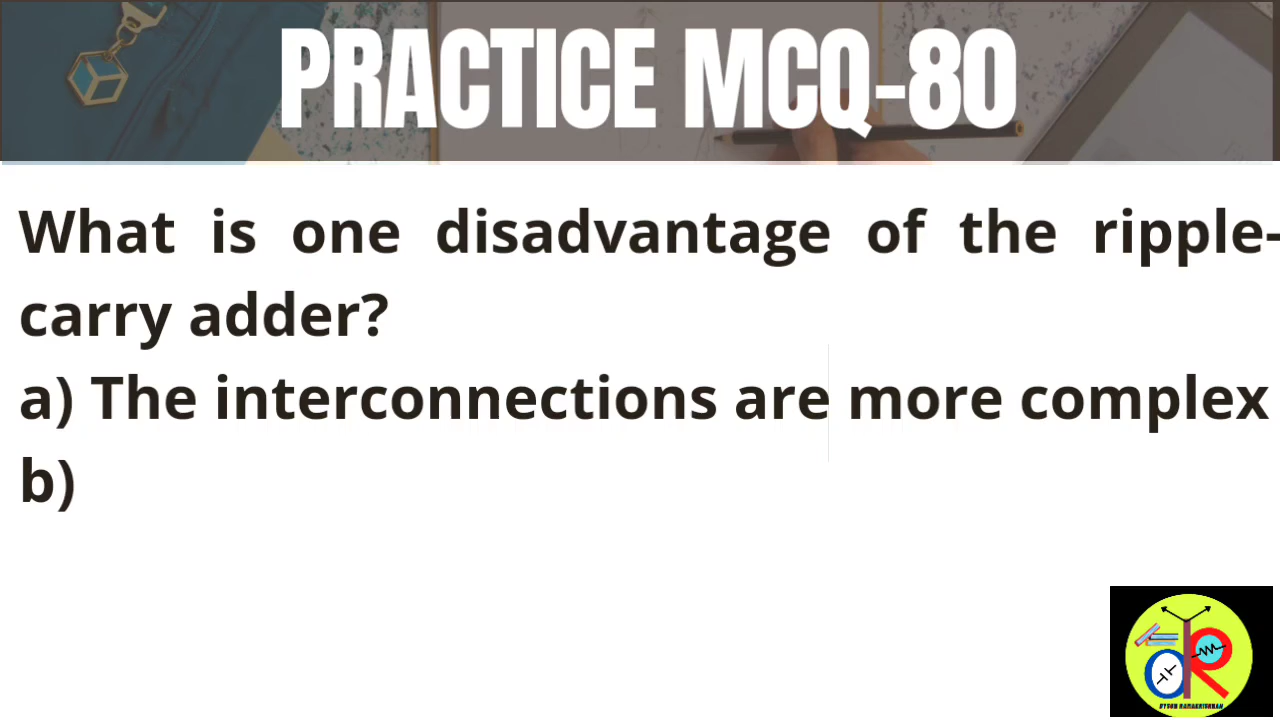 PRACTICE MCQ-80
What is one disadvantage of the ripple-
carry adder?
a) The interconnections are more complex
b)